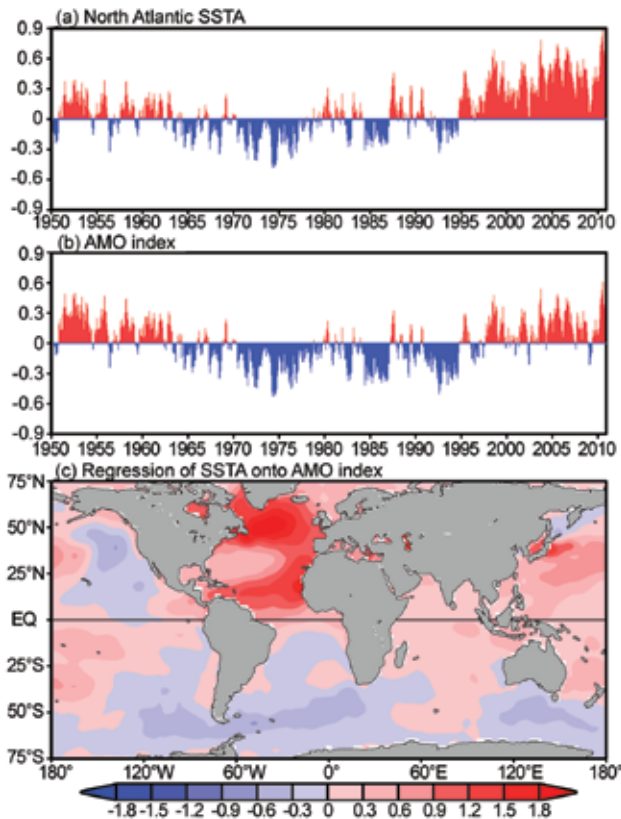 (a) North Atlantic SSTA
0.9
0.6
0.3
0
-0.3
-0.6
-0.9
1950 1955 1960 1965 1970 1975 1980 1985 1990 1995 2000 2005 2010
(b) AMO index
0.9
0.6
0.3
0
-0.3
-0.6
-0.9
1950 1955 1960 1965 1970 1975 1980 1985 1990 1995 2000 2005 2010
(c) Regression of SSTA onto AMO index
75°N
50°N
25°N
EQ
25°S
50°S
75°S
180° 120°W 60°W 0° 60°E 120°E 180°
-1.8 -1.5 -1.2 -0.9 -0.6 -0.3 0 0.3 0.6 0.9 1.2 1.5 1.8